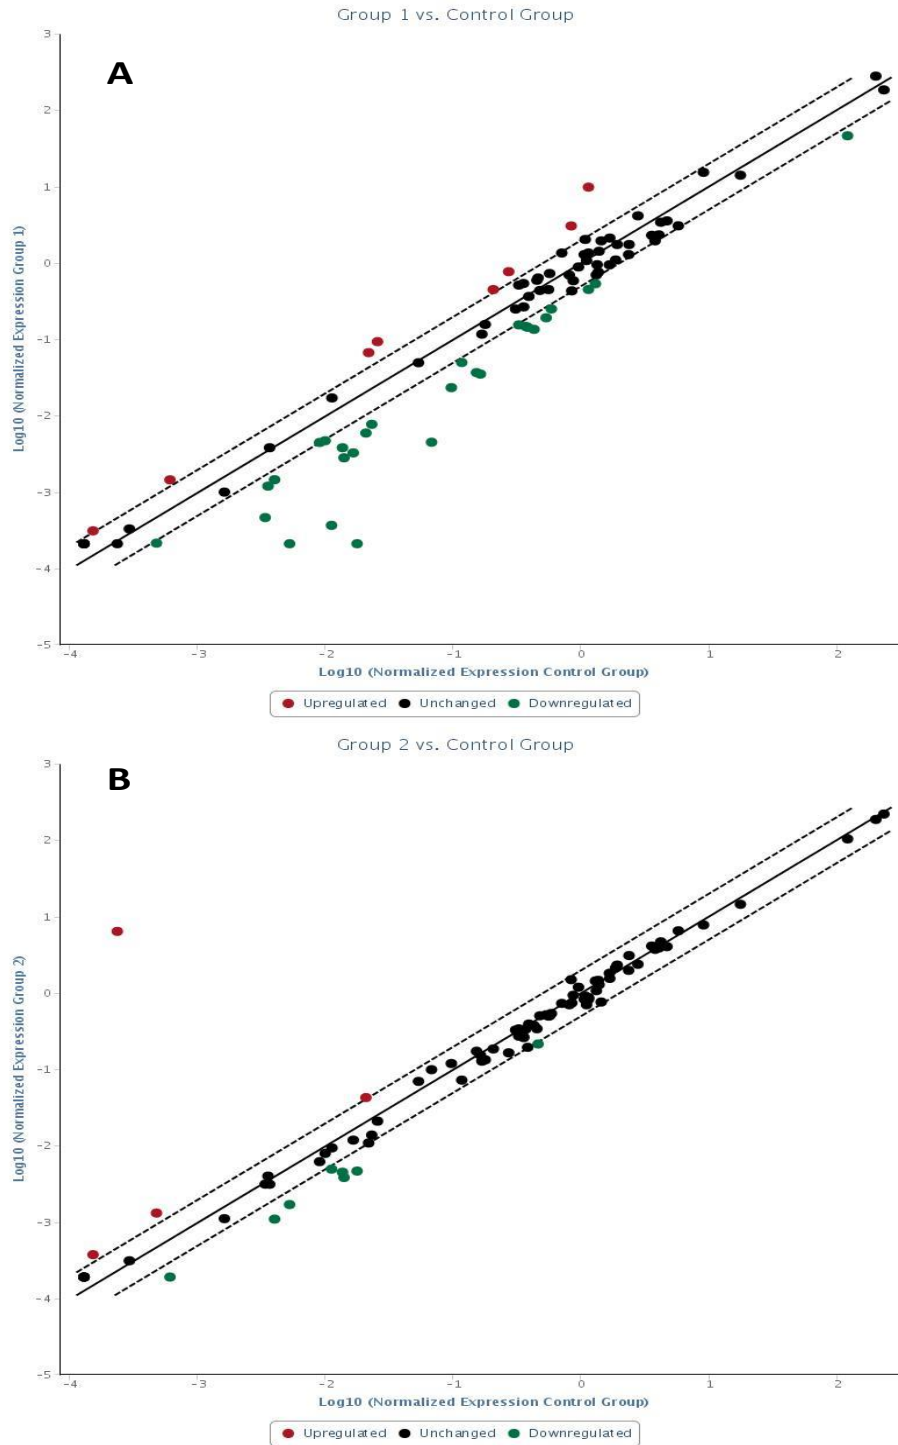 Group 1 vs. Control Group
A
3
2
1
0
-1
-2
-3
-4
-5
Log10 (Normalized Expression Group 1)
-4 -3 -2 -1 0 1 2
Log10 (Normalized Expression Control Group)
Upregulated Unchanged Downregulated
Group 2 vs. Control Group
B
3
2
1
0
-1
-2
-3
-4
-5
Log10 (Normalized Expression Group 2)
-4 -3 -2 -1 0 1 2
Log10 (Normalized Expression Control Group)
Upregulated Unchanged Downregulated